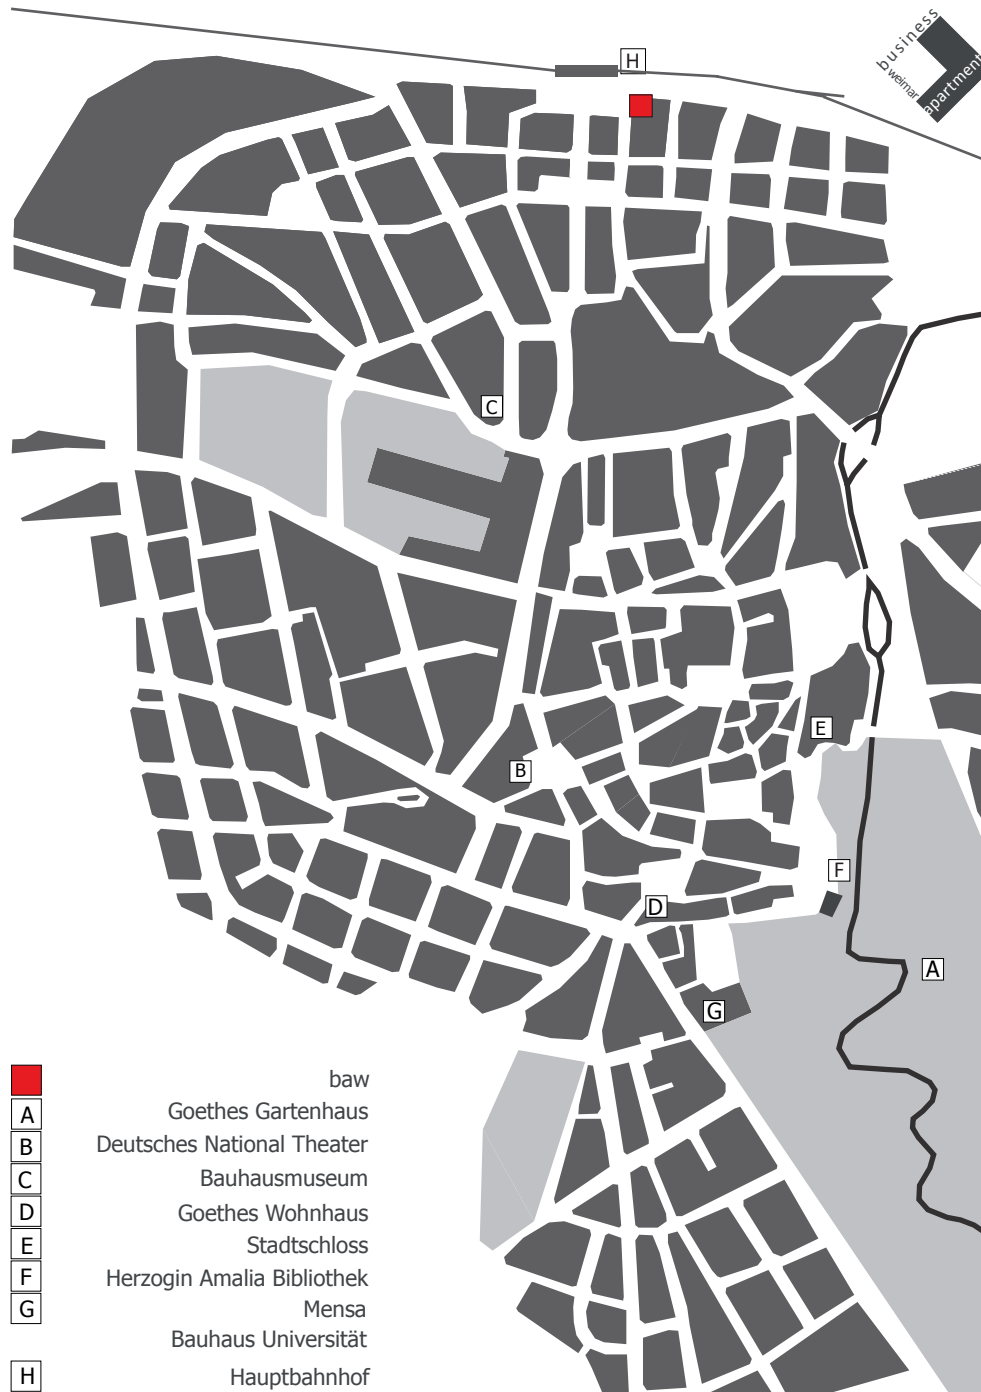 business
weimar
apartment
H
C
E
B
F
D
A
G
baw
A Goethes Gartenhaus
B Deutsches National Theater
C Bauhausmuseum
D Goethes Wohnhaus
E Stadtschloss
F Herzogin Amalia Bibliothek
G Mensa
Bauhaus Universität
H Hauptbahnhof